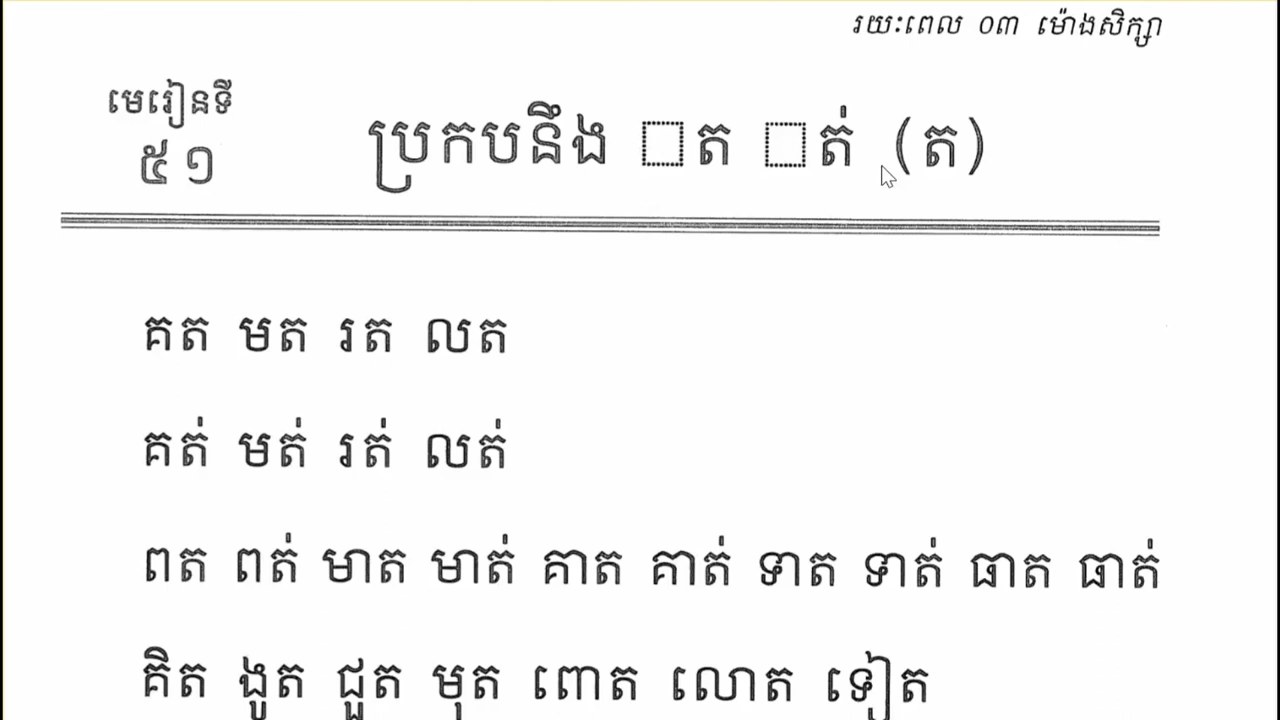 រយៈពេល ០៣ ម៉ោងសិក្សា
មេរៀនទី
៥១
ប្រកបនឹង □ត □ត់ (ត)
គត មត រត លត
គត់ មត់ រត់ លត់
ពត ពត់ មាត មាត់ គាត គាត់ ទាត ទាត់ ធាត ធាត់
គិត ងូត ជួត មុត ពោត លោត ទៀត